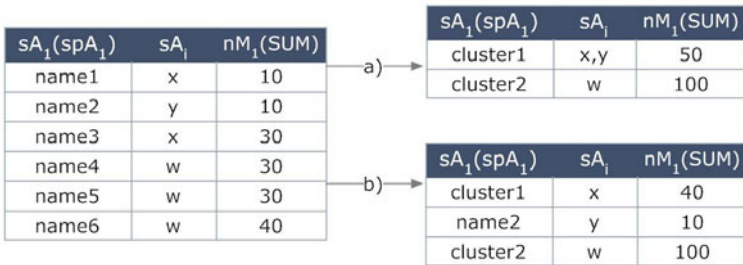 sA₁(spA₁) sAᵢ nM₁(SUM)
name1 x 10
name2 y 10
name3 x 30
name4 w 30
name5 w 30
name6 w 40
a)
sA₁(spA₁) sAᵢ nM₁(SUM)
cluster1 x,y 50
cluster2 w 100
b)
sA₁(spA₁) sAᵢ nM₁(SUM)
cluster1 x 40
name2 y 10
cluster2 w 100